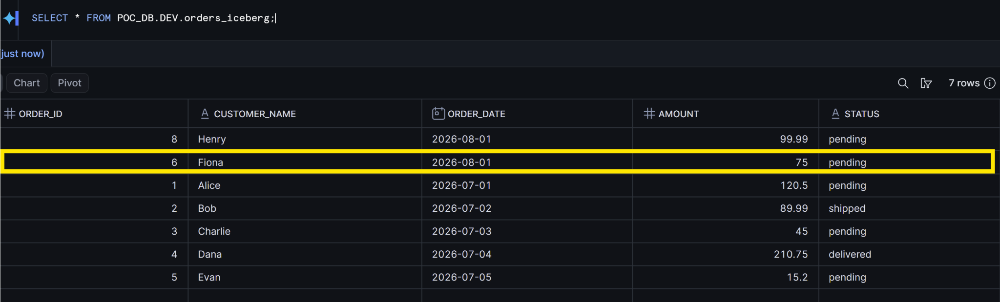 SELECT * FROM POC_DB.DEV.orders_iceberg;
just now)
Chart Pivot 7 rows
ORDER_ID CUSTOMER_NAME ORDER_DATE AMOUNT STATUS
8 Henry 2026-08-01 99.99 pending
6 Fiona 2026-08-01 75 pending
1 Alice 2026-07-01 120.5 pending
2 Bob 2026-07-02 89.99 shipped
3 Charlie 2026-07-03 45 pending
4 Dana 2026-07-04 210.75 delivered
5 Evan 2026-07-05 15.2 pending